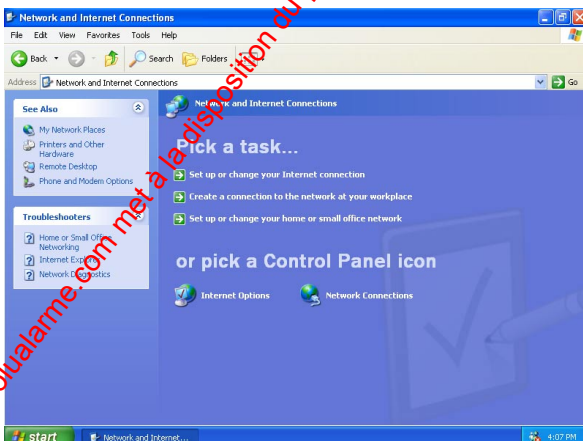 Network and Internet Connections
File Edit View Favorites Tools Help
Back Search Folders
Address Network and Internet Connections Go
See Also
My Network Places
Printers and Other
Hardware
Remote Desktop
Phone and Modem Options
Troubleshooters
Home or Small Office
Networking
Internet Explorer
Network Diagnostics
Network and Internet Connections
Pick a task...
Set up or change your Internet connection
Create a connection to the network at your workplace
Set up or change your home or small office network
or pick a Control Panel icon
Internet Options Network Connections
start Network and Internet... 4:07 PM
olualarme.com met à la disposition du